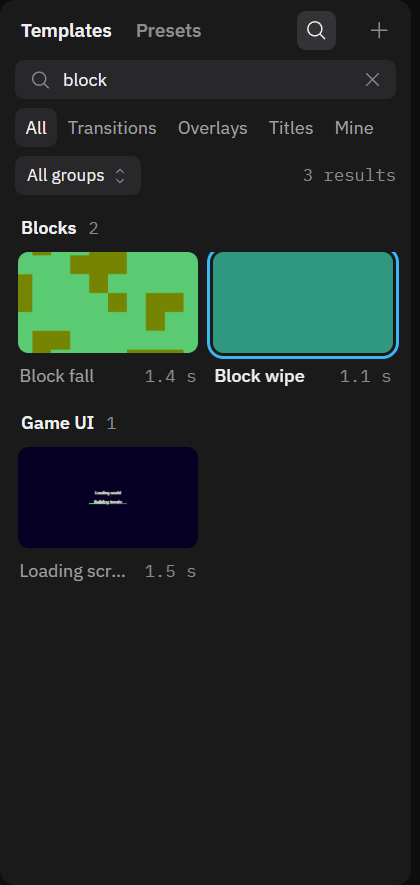 Templates Presets
block
All Transitions Overlays Titles Mine
All groups 3 results
Blocks 2
Block fall 1.4 s Block wipe 1.1 s
Game UI 1
Loading world
Building terrain
Loading scr... 1.5 s